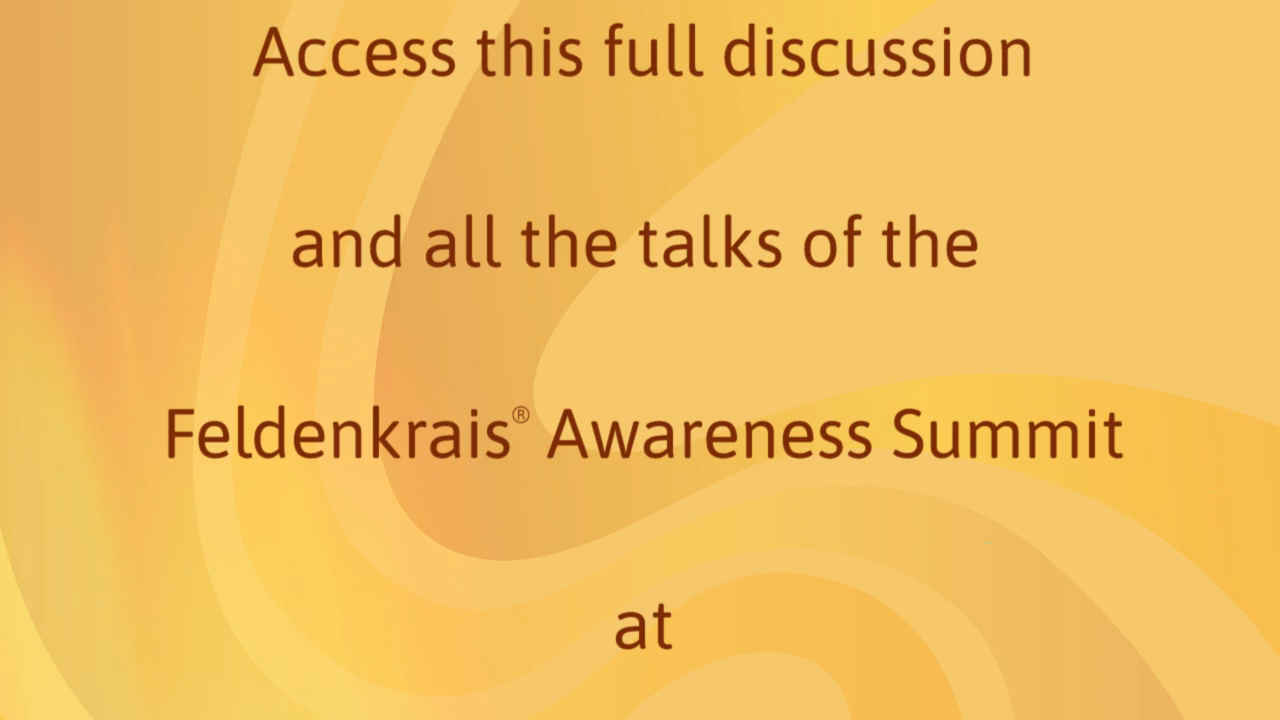 Access this full discussion
and all the talks of the
Feldenkrais® Awareness Summit
at